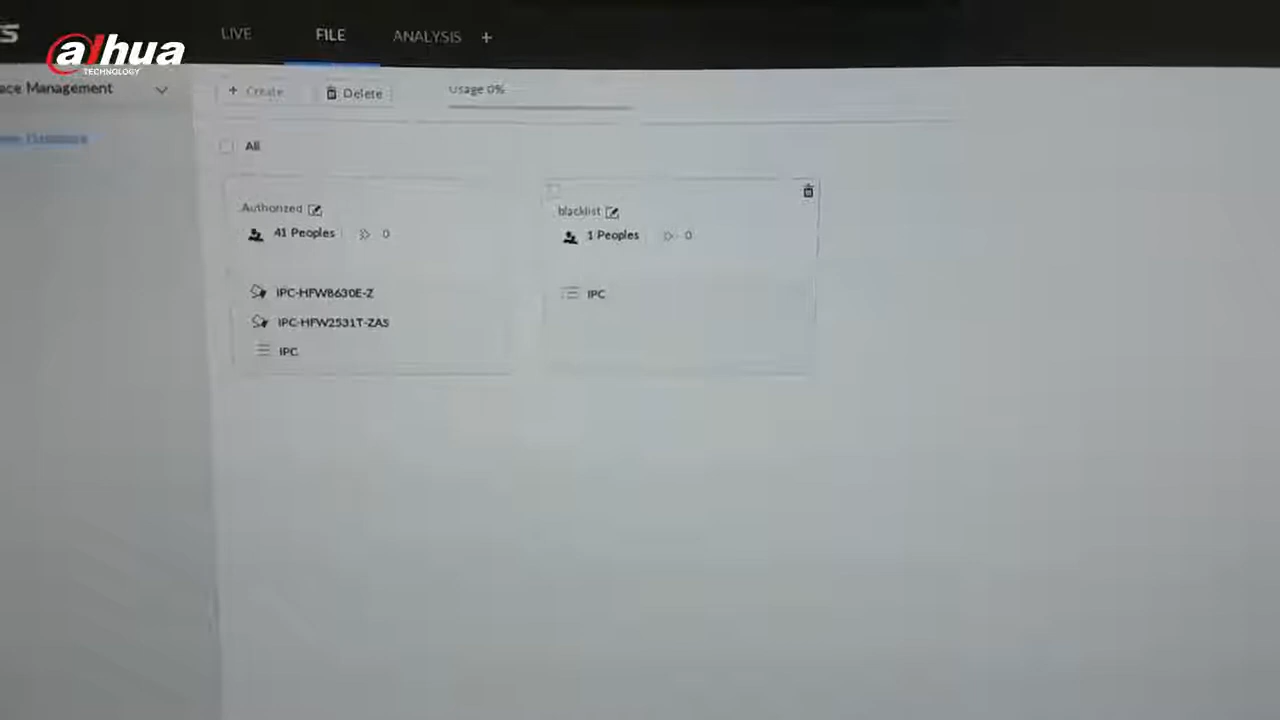 S
LIVE
FILE
ANALYSIS
+
alhua
TECHNOLOGY
ace Management
+ Create
Delete
Usage 0%
All
Authorized
41 Peoples
0
IPC-HFW8630E-Z
IPC-HFW2531T-ZAS
IPC
blacklist
1 Peoples
0
IPC